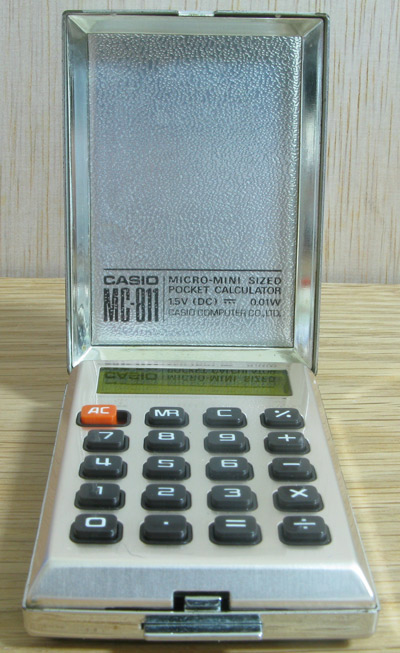 CASIO
MC-811
MICRO-MINI SIZED
POCKET CALCULATOR
1.5V (DC) ⎓ 0.01W
CASIO COMPUTER CO., LTD.
AC MR C %
7 8 9 +
4 5 6 −
1 2 3 ×
0 · = ÷